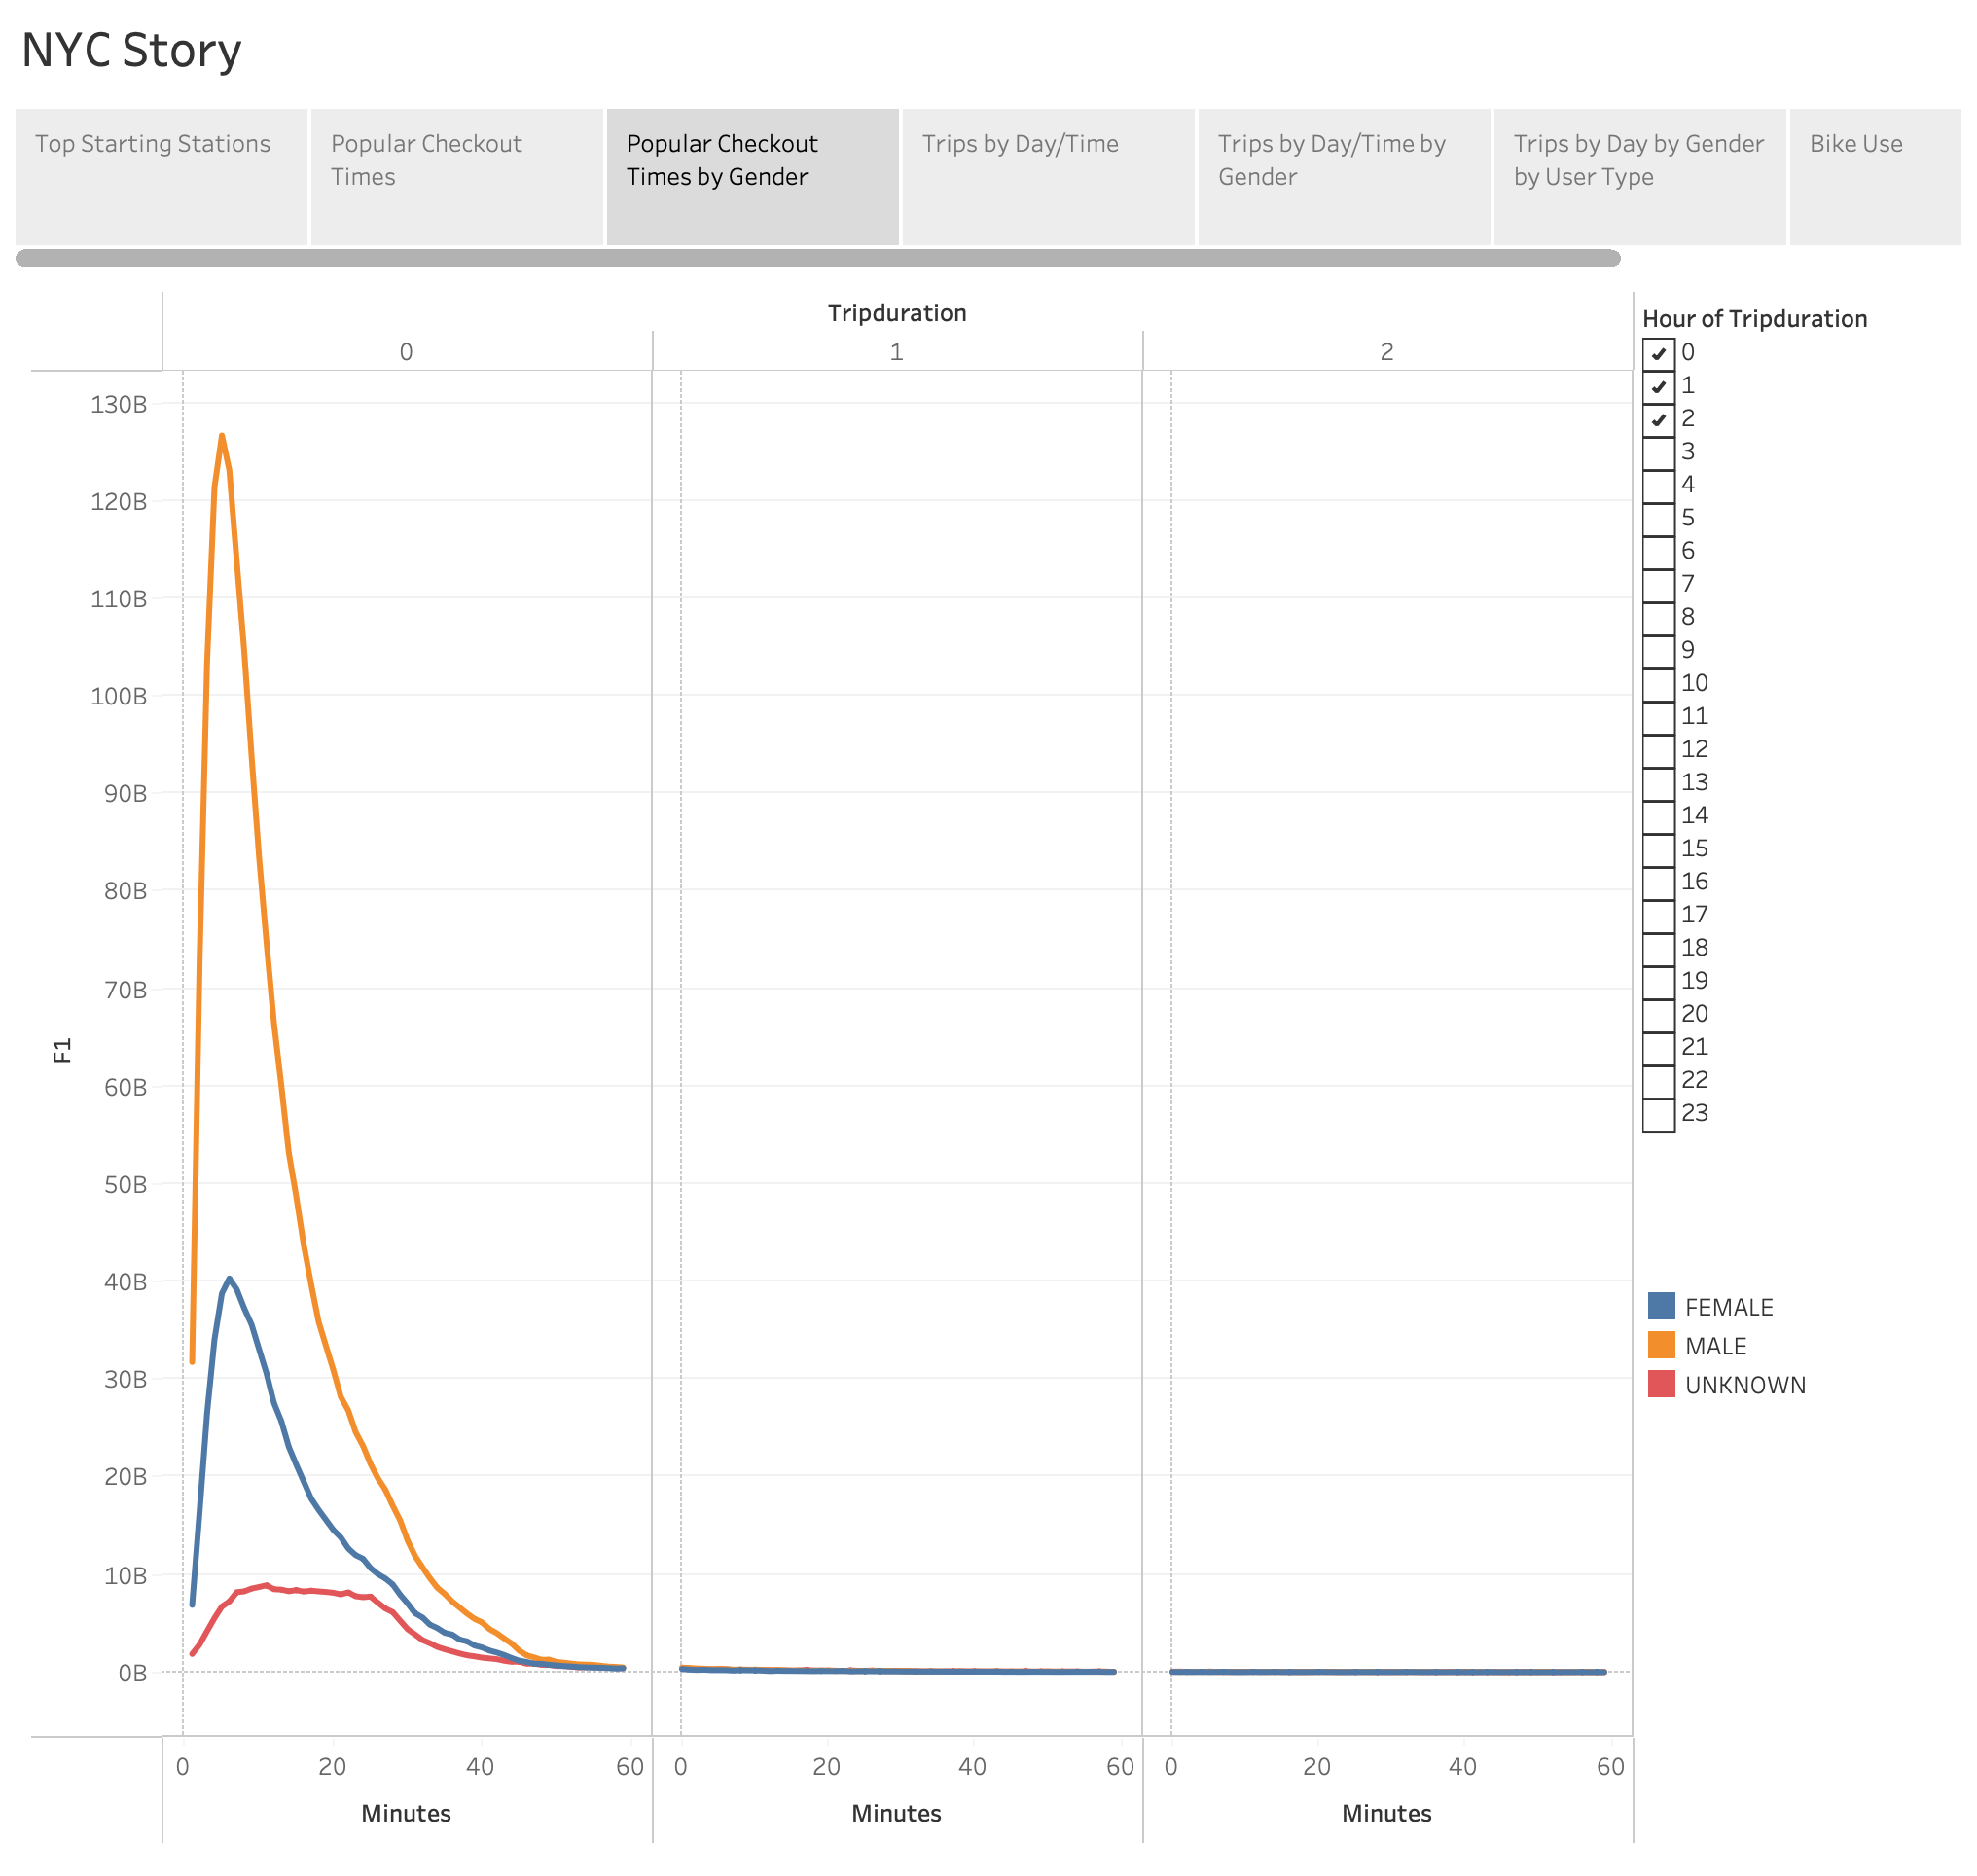 NYC Story
Top Starting Stations
Popular Checkout
Times
Popular Checkout
Times by Gender
Trips by Day/Time
Trips by Day/Time by
Gender
Trips by Day by Gender
by User Type
Bike Use
Tripduration
0 1 2
130B
120B
110B
100B
90B
80B
70B
60B
50B
40B
30B
20B
10B
0B
F1
0 20 40 60 0 20 40 60 0 20 40 60
Minutes Minutes Minutes
Hour of Tripduration
0
1
2
3
4
5
6
7
8
9
10
11
12
13
14
15
16
17
18
19
20
21
22
23
FEMALE
MALE
UNKNOWN